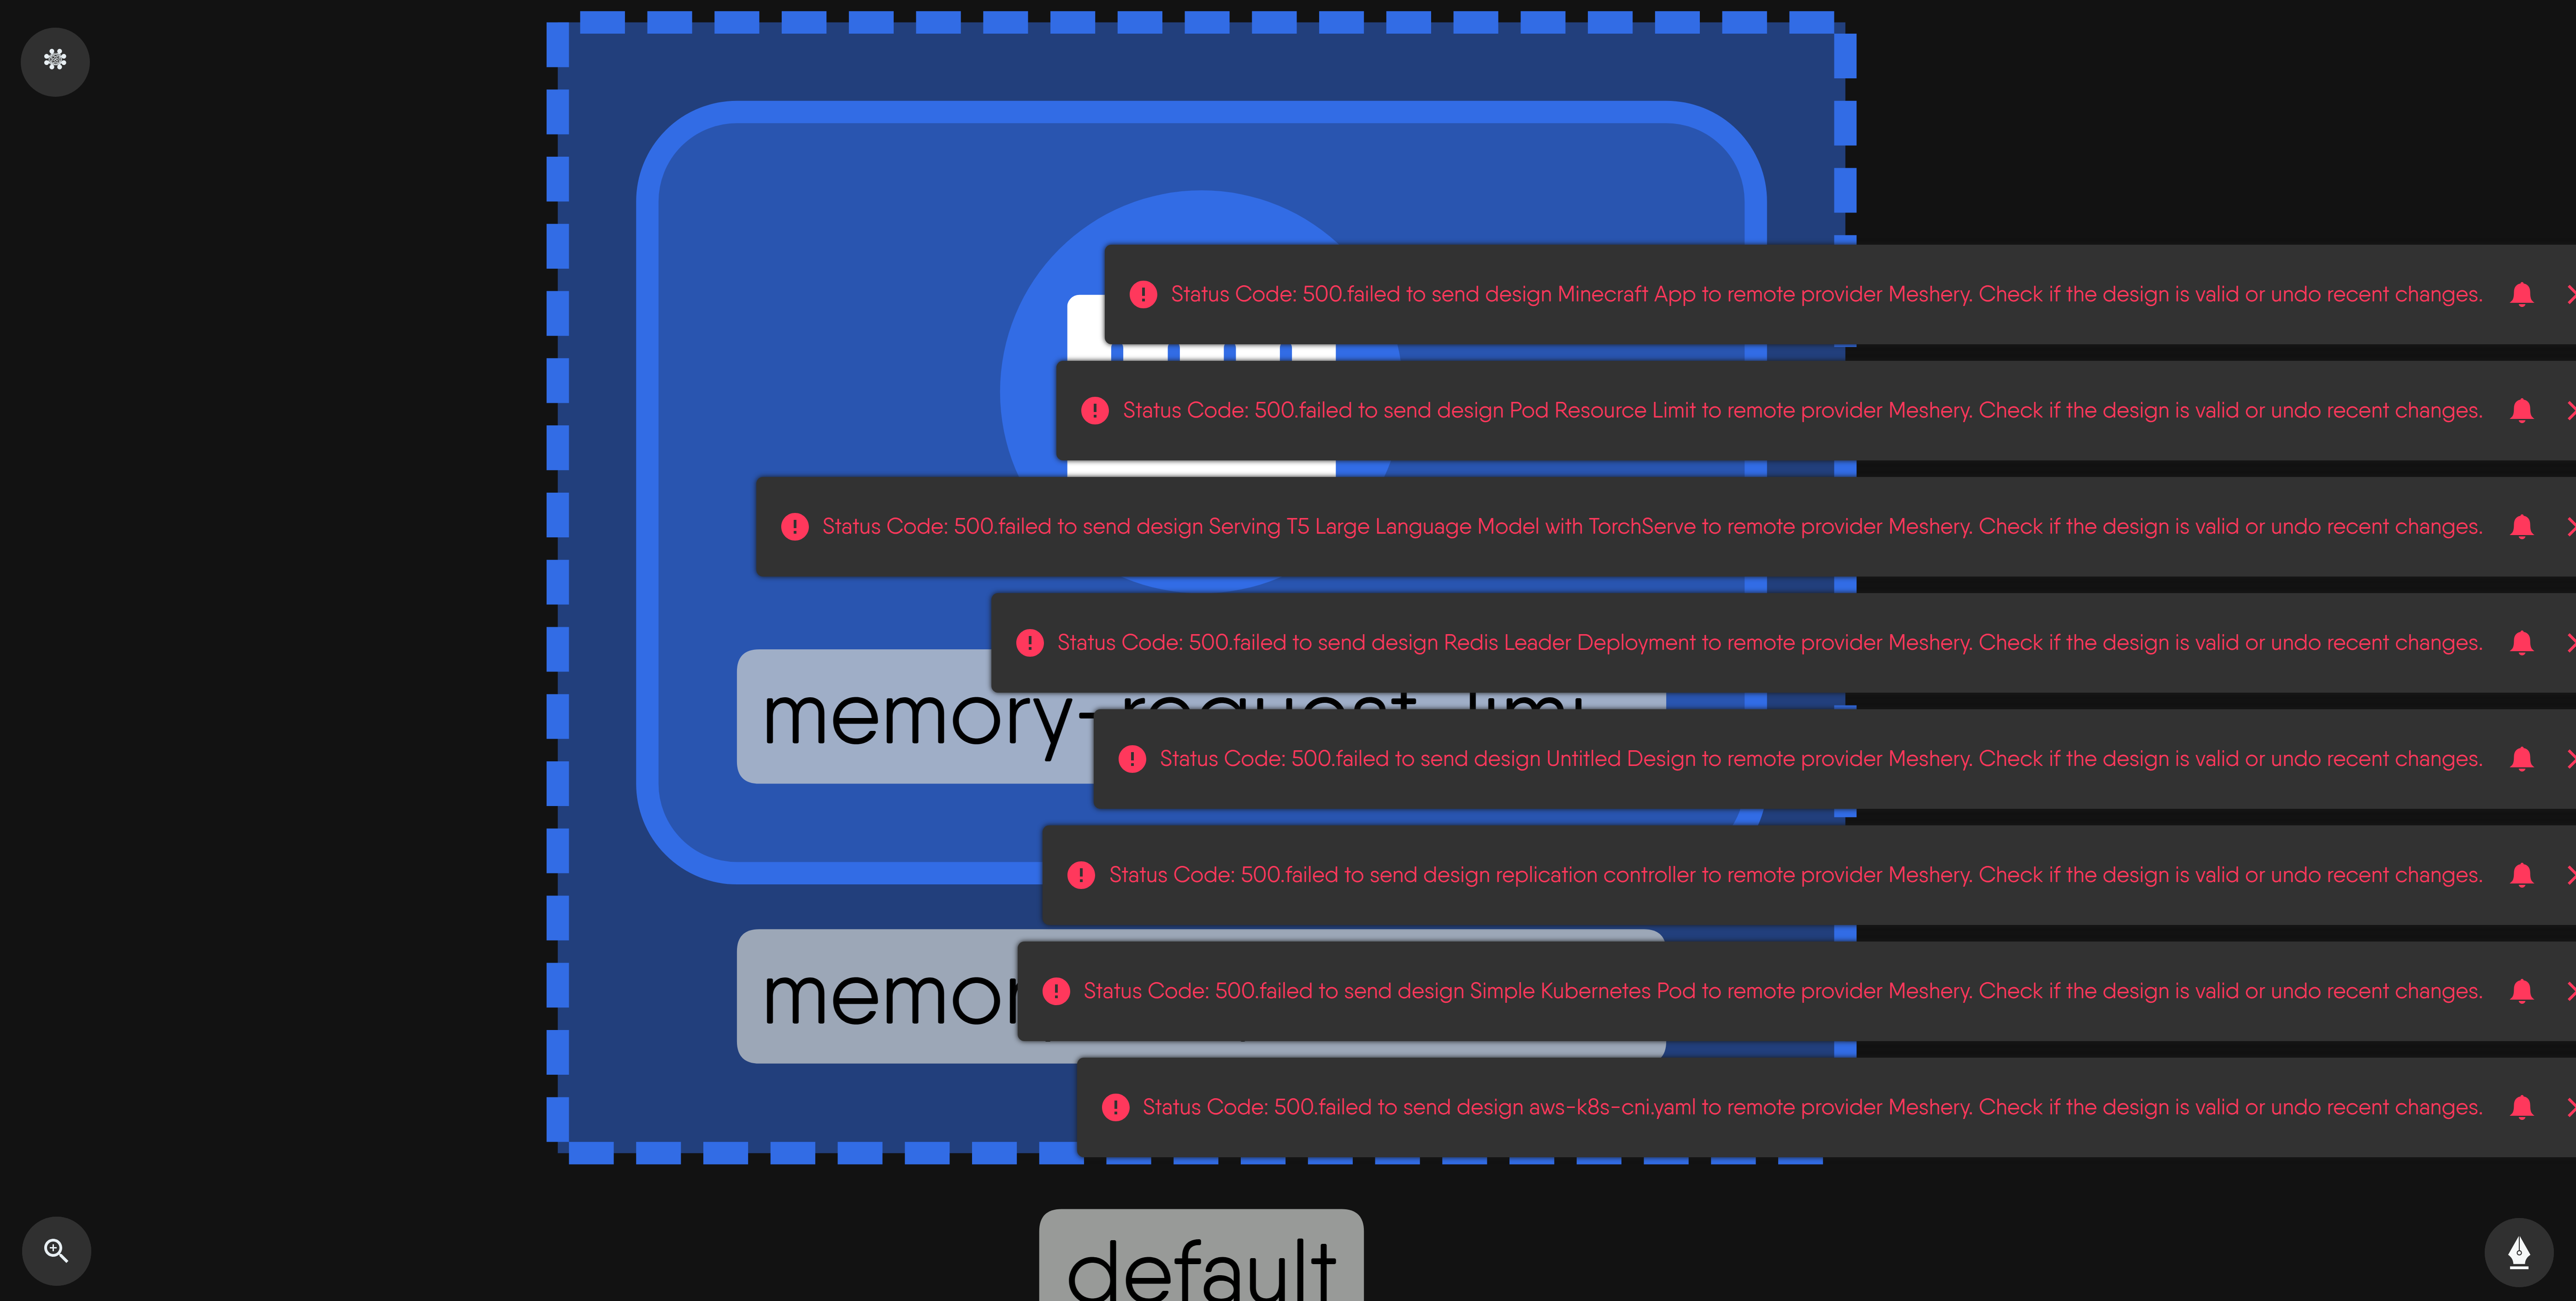 Status Code: 500.failed to send design Minecraft App to remote provider Meshery. Check if the design is valid or undo recent changes.
Status Code: 500.failed to send design Pod Resource Limit to remote provider Meshery. Check if the design is valid or undo recent changes.
Status Code: 500.failed to send design Serving T5 Large Language Model with TorchServe to remote provider Meshery. Check if the design is valid or undo recent changes.
Status Code: 500.failed to send design Redis Leader Deployment to remote provider Meshery. Check if the design is valid or undo recent changes.
memory-request-limi...
Status Code: 500.failed to send design Untitled Design to remote provider Meshery. Check if the design is valid or undo recent changes.
Status Code: 500.failed to send design replication controller to remote provider Meshery. Check if the design is valid or undo recent changes.
Status Code: 500.failed to send design Simple Kubernetes Pod to remote provider Meshery. Check if the design is valid or undo recent changes.
Status Code: 500.failed to send design aws-k8s-cni.yaml to remote provider Meshery. Check if the design is valid or undo recent changes.
default